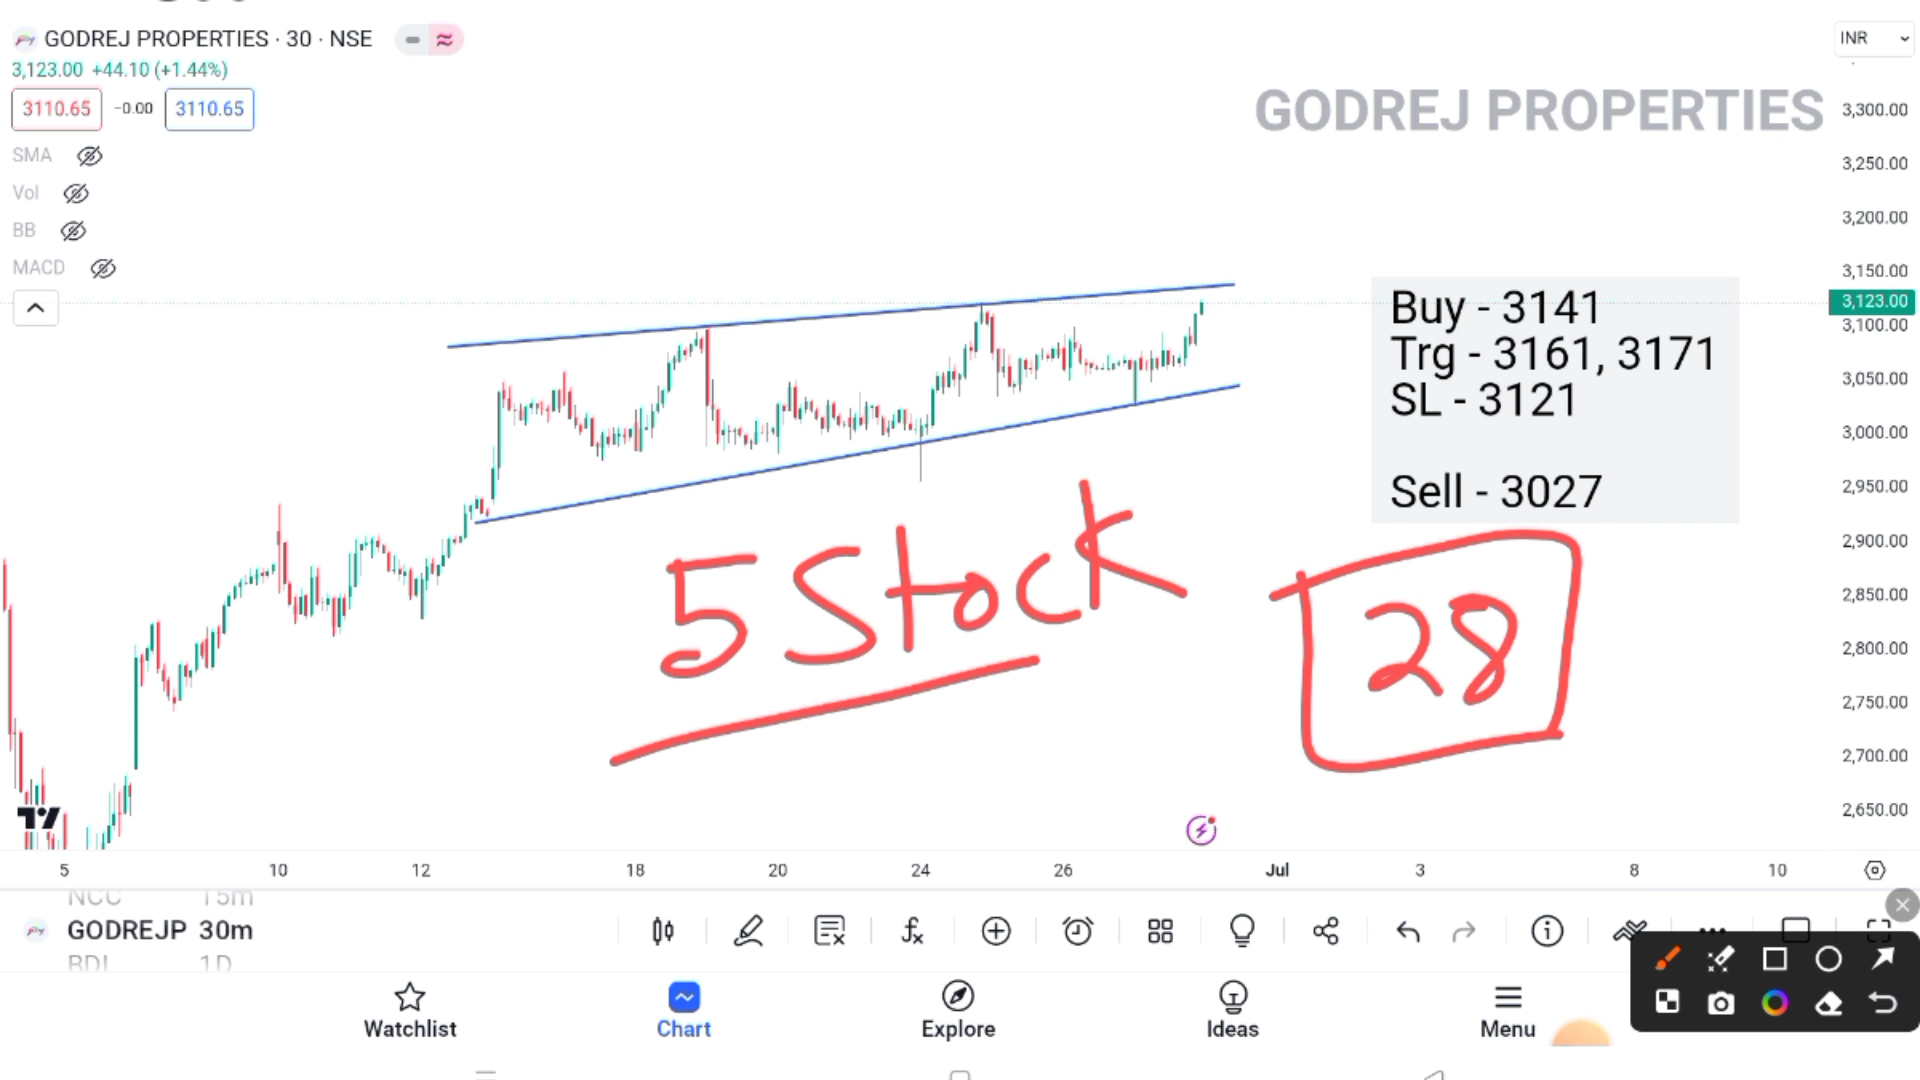 GODREJ PROPERTIES · 30 · NSE
INR
3,123.00 +44.10 (+1.44%)
3110.65 −0.00 3110.65
GODREJ PROPERTIES
SMA
Vol
BB
MACD
3,300.00
3,250.00
3,200.00
3,150.00
3,123.00
3,100.00
3,050.00
3,000.00
2,950.00
2,900.00
2,850.00
2,800.00
2,750.00
2,700.00
2,650.00
Buy - 3141
Trg - 3161, 3171
SL - 3121
Sell - 3027
5 Stock
28
5 10 12 18 20 24 26 Jul 3 8 10
NCC 15m
GODREJP 30m
BDL 1D
Watchlist Chart Explore Ideas Menu